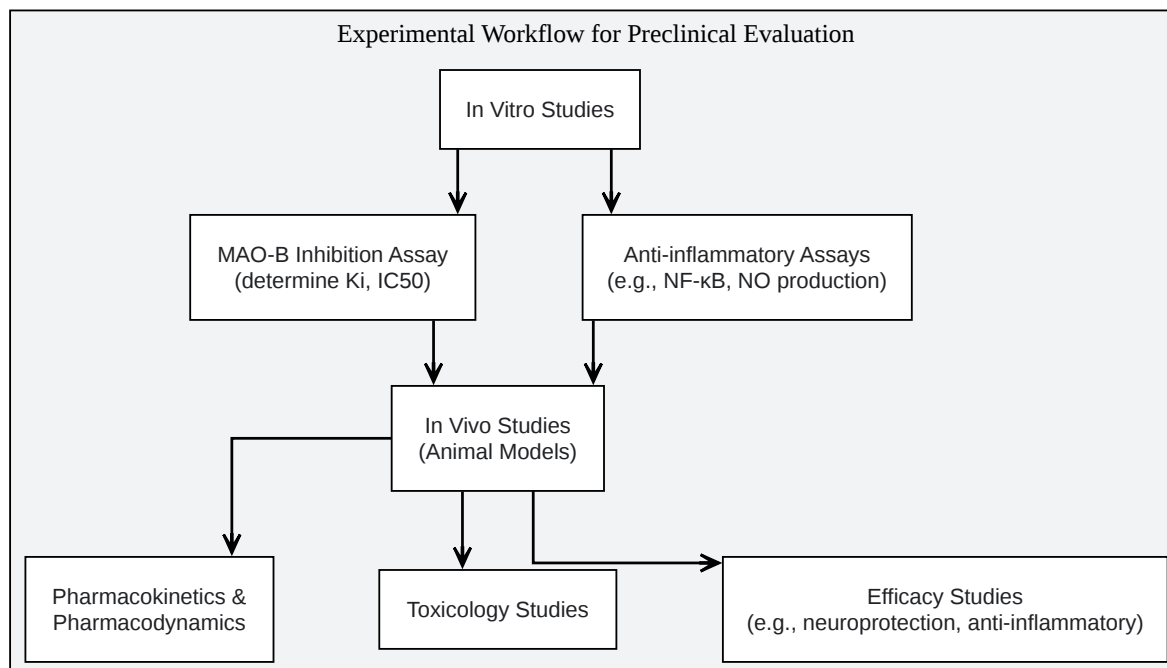 Experimental Workflow for Preclinical Evaluation
In Vitro Studies
MAO-B Inhibition Assay
(determine Ki, IC50)
Anti-inflammatory Assays
(e.g., NF-κB, NO production)
In Vivo Studies
(Animal Models)
Pharmacokinetics &
Pharmacodynamics
Toxicology Studies
Efficacy Studies
(e.g., neuroprotection, anti-inflammatory)